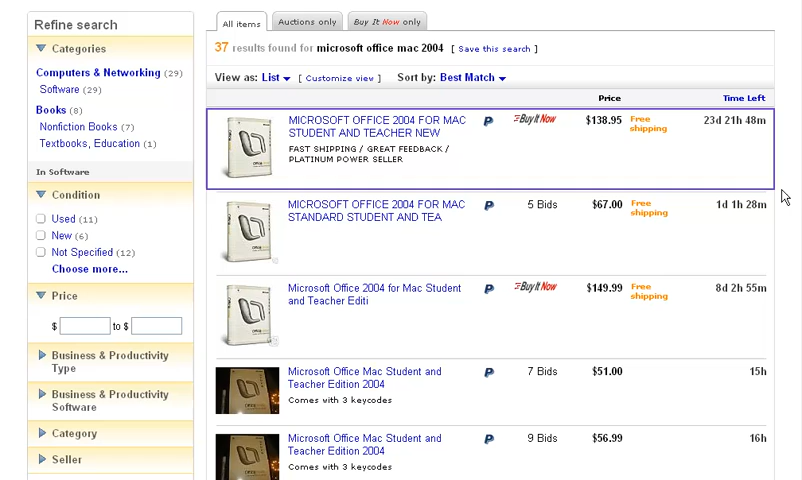 Refine search
Categories
Computers & Networking (29)
Software (29)
Books (8)
Nonfiction Books (7)
Textbooks, Education (1)
In Software
Condition
Used (11)
New (6)
Not Specified (12)
Choose more...
Price
$ to $
Business & Productivity
Type
Business & Productivity
Software
Category
Seller
All items Auctions only Buy It Now only
37 results found for microsoft office mac 2004 [ Save this search ]
View as: List [ Customize view ] Sort by: Best Match
Price Time Left
MICROSOFT OFFICE 2004 FOR MAC
STUDENT AND TEACHER NEW
FAST SHIPPING / GREAT FEEDBACK /
PLATINUM POWER SELLER
P Buy It Now $138.95 Free
shipping
23d 21h 48m
MICROSOFT OFFICE 2004 FOR MAC
STANDARD STUDENT AND TEA
P 5 Bids $67.00 Free
shipping
1d 1h 28m
Microsoft Office 2004 for Mac Student
and Teacher Editi
P Buy It Now $149.99 Free
shipping
8d 2h 55m
Microsoft Office Mac Student and
Teacher Edition 2004
Comes with 3 keycodes
P 7 Bids $51.00 15h
Microsoft Office Mac Student and
Teacher Edition 2004
Comes with 3 keycodes
P 9 Bids $56.99 16h